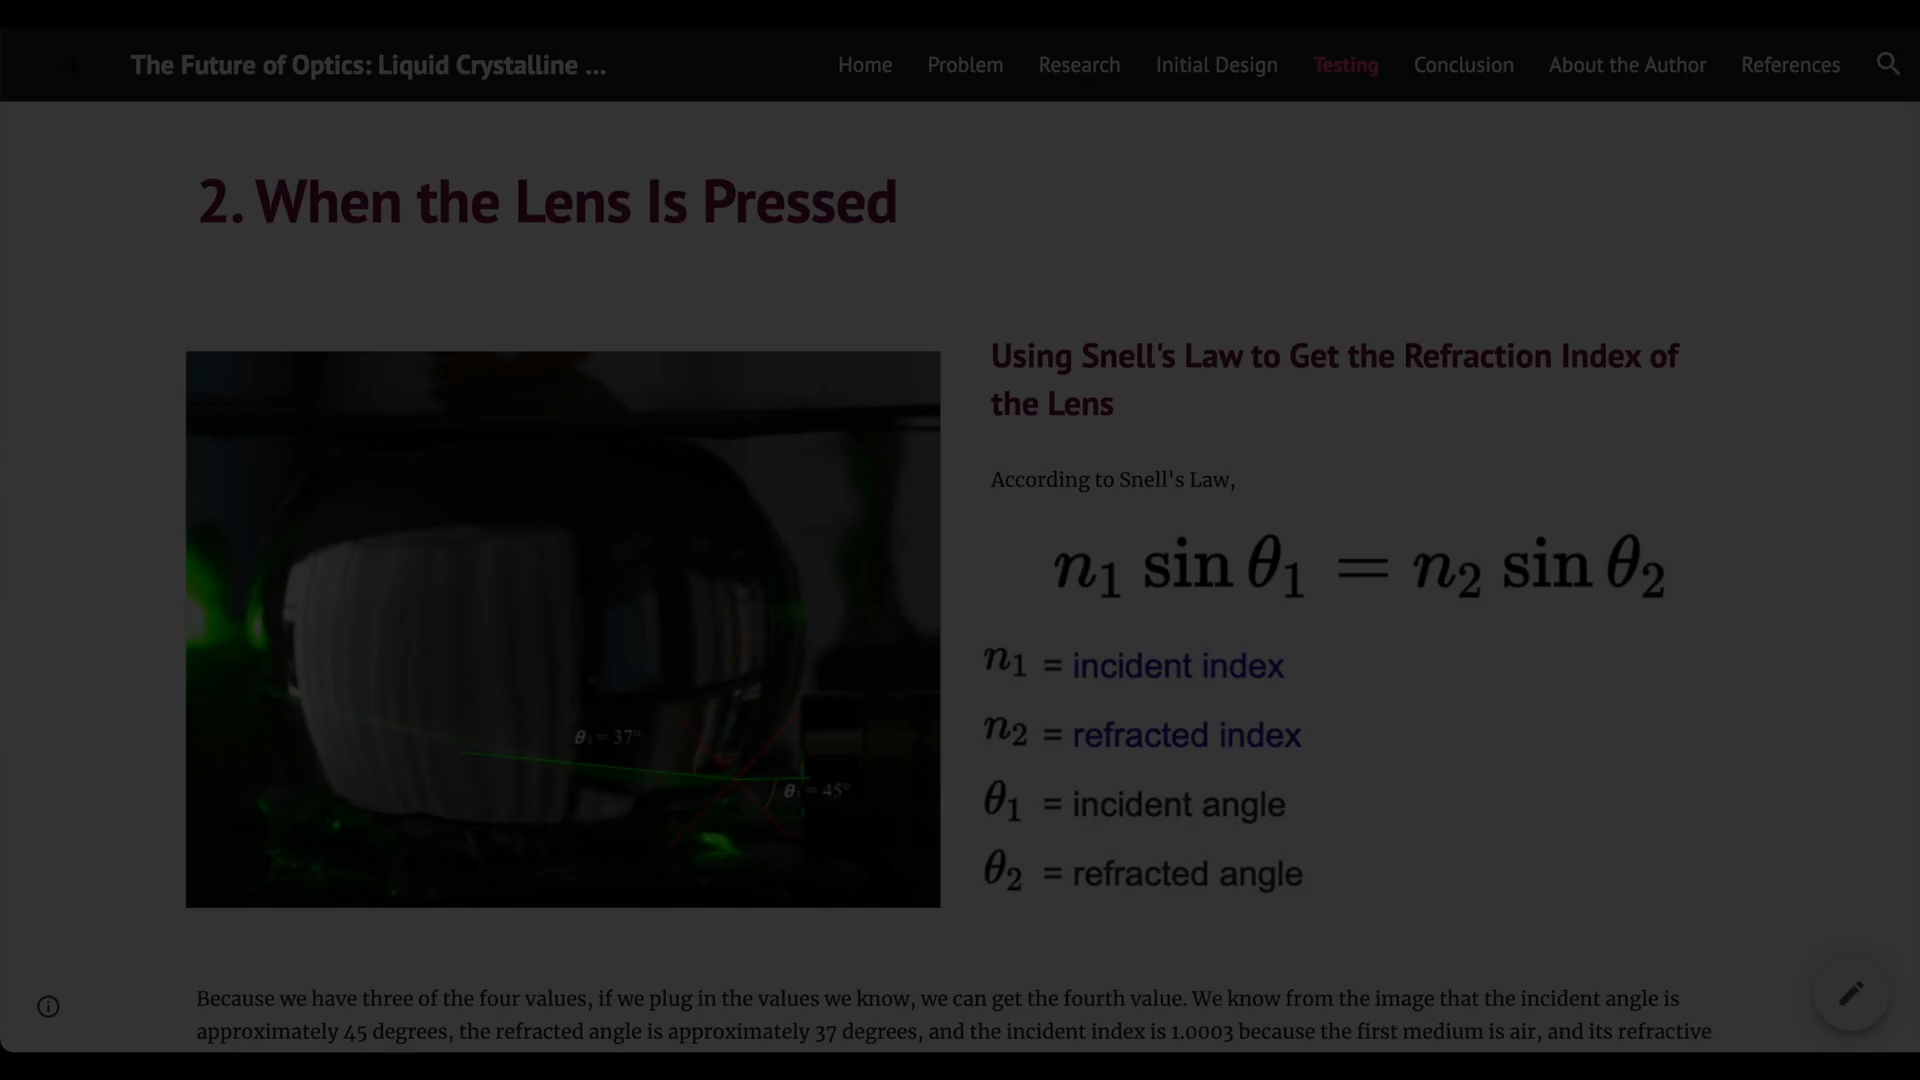 The Future of Optics: Liquid Crystalline ...
Home Problem Research Initial Design Testing Conclusion About the Author References
2. When the Lens Is Pressed
Using Snell's Law to Get the Refraction Index of
the Lens
According to Snell's Law,
n₁ sin θ₁ = n₂ sin θ₂
n₁ = incident index
n₂ = refracted index
θ₁ = incident angle
θ₂ = refracted angle
θ₂ = 37°
θ₁ = 45°
Because we have three of the four values, if we plug in the values we know, we can get the fourth value. We know from the image that the incident angle is
approximately 45 degrees, the refracted angle is approximately 37 degrees, and the incident index is 1.0003 because the first medium is air, and its refractive